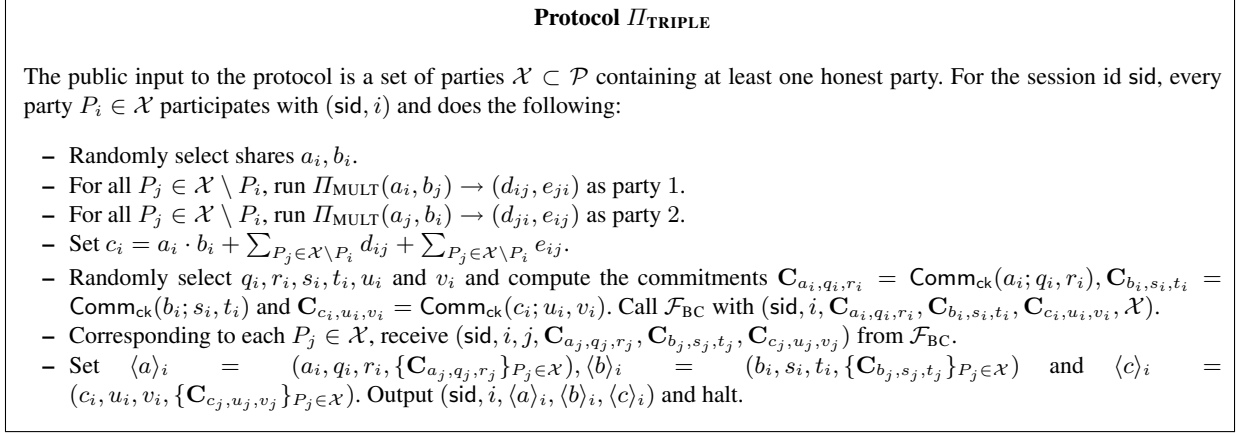 Protocol Π_TRIPLE
The public input to the protocol is a set of parties 𝒳 ⊂ 𝒫 containing at least one honest party. For the session id sid, every
party P_i ∈ 𝒳 participates with (sid, i) and does the following:
– Randomly select shares a_i, b_i.
– For all P_j ∈ 𝒳 \ P_i, run Π_MULT(a_i, b_j) → (d_ij, e_ji) as party 1.
– For all P_j ∈ 𝒳 \ P_i, run Π_MULT(a_j, b_i) → (d_ji, e_ij) as party 2.
– Set c_i = a_i · b_i + ∑_{P_j∈𝒳\P_i} d_ij + ∑_{P_j∈𝒳\P_i} e_ij.
– Randomly select q_i, r_i, s_i, t_i, u_i and v_i and compute the commitments C_{a_i,q_i,r_i} = Comm_ck(a_i; q_i, r_i), C_{b_i,s_i,t_i} =
Comm_ck(b_i; s_i, t_i) and C_{c_i,u_i,v_i} = Comm_ck(c_i; u_i, v_i). Call ℱ_BC with (sid, i, C_{a_i,q_i,r_i}, C_{b_i,s_i,t_i}, C_{c_i,u_i,v_i}, 𝒳).
– Corresponding to each P_j ∈ 𝒳, receive (sid, i, j, C_{a_j,q_j,r_j}, C_{b_j,s_j,t_j}, C_{c_j,u_j,v_j}) from ℱ_BC.
– Set ⟨a⟩_i = (a_i, q_i, r_i, {C_{a_j,q_j,r_j}}_{P_j∈𝒳}), ⟨b⟩_i = (b_i, s_i, t_i, {C_{b_j,s_j,t_j}}_{P_j∈𝒳}) and ⟨c⟩_i =
(c_i, u_i, v_i, {C_{c_j,u_j,v_j}}_{P_j∈𝒳}). Output (sid, i, ⟨a⟩_i, ⟨b⟩_i, ⟨c⟩_i) and halt.